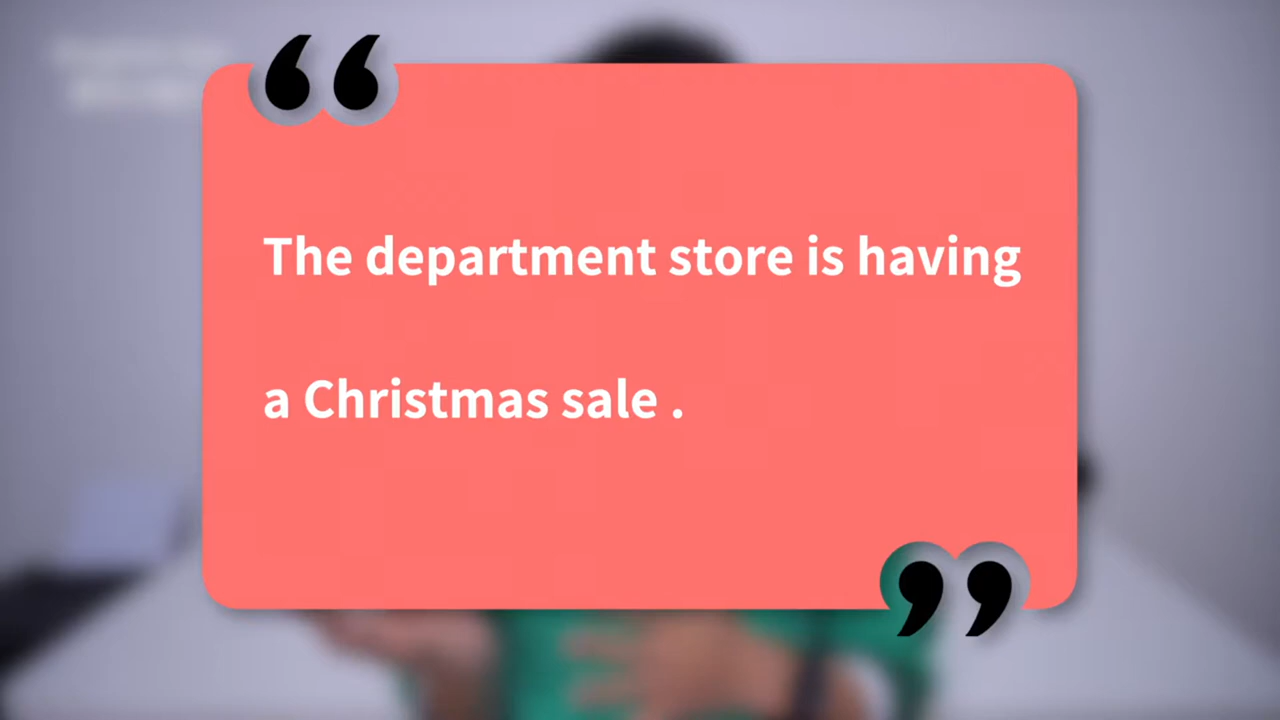 The department store is having
a Christmas sale .